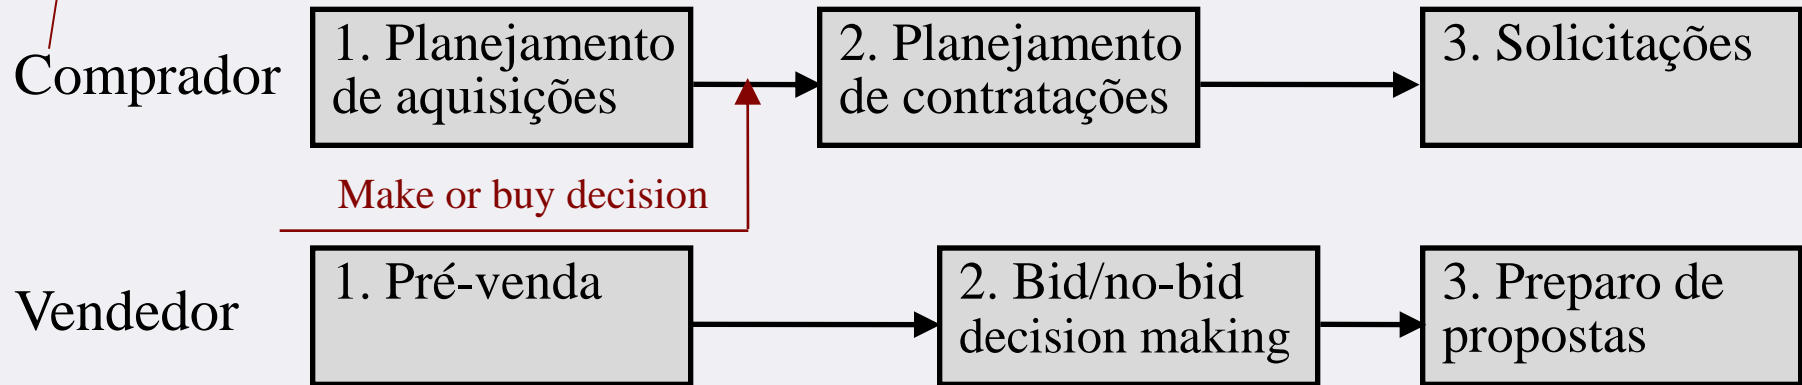 Comprador
1. Planejamento
de aquisições
2. Planejamento
de contratações
3. Solicitações
Make or buy decision
Vendedor
1. Pré-venda
2. Bid/no-bid
decision making
3. Preparo de
propostas